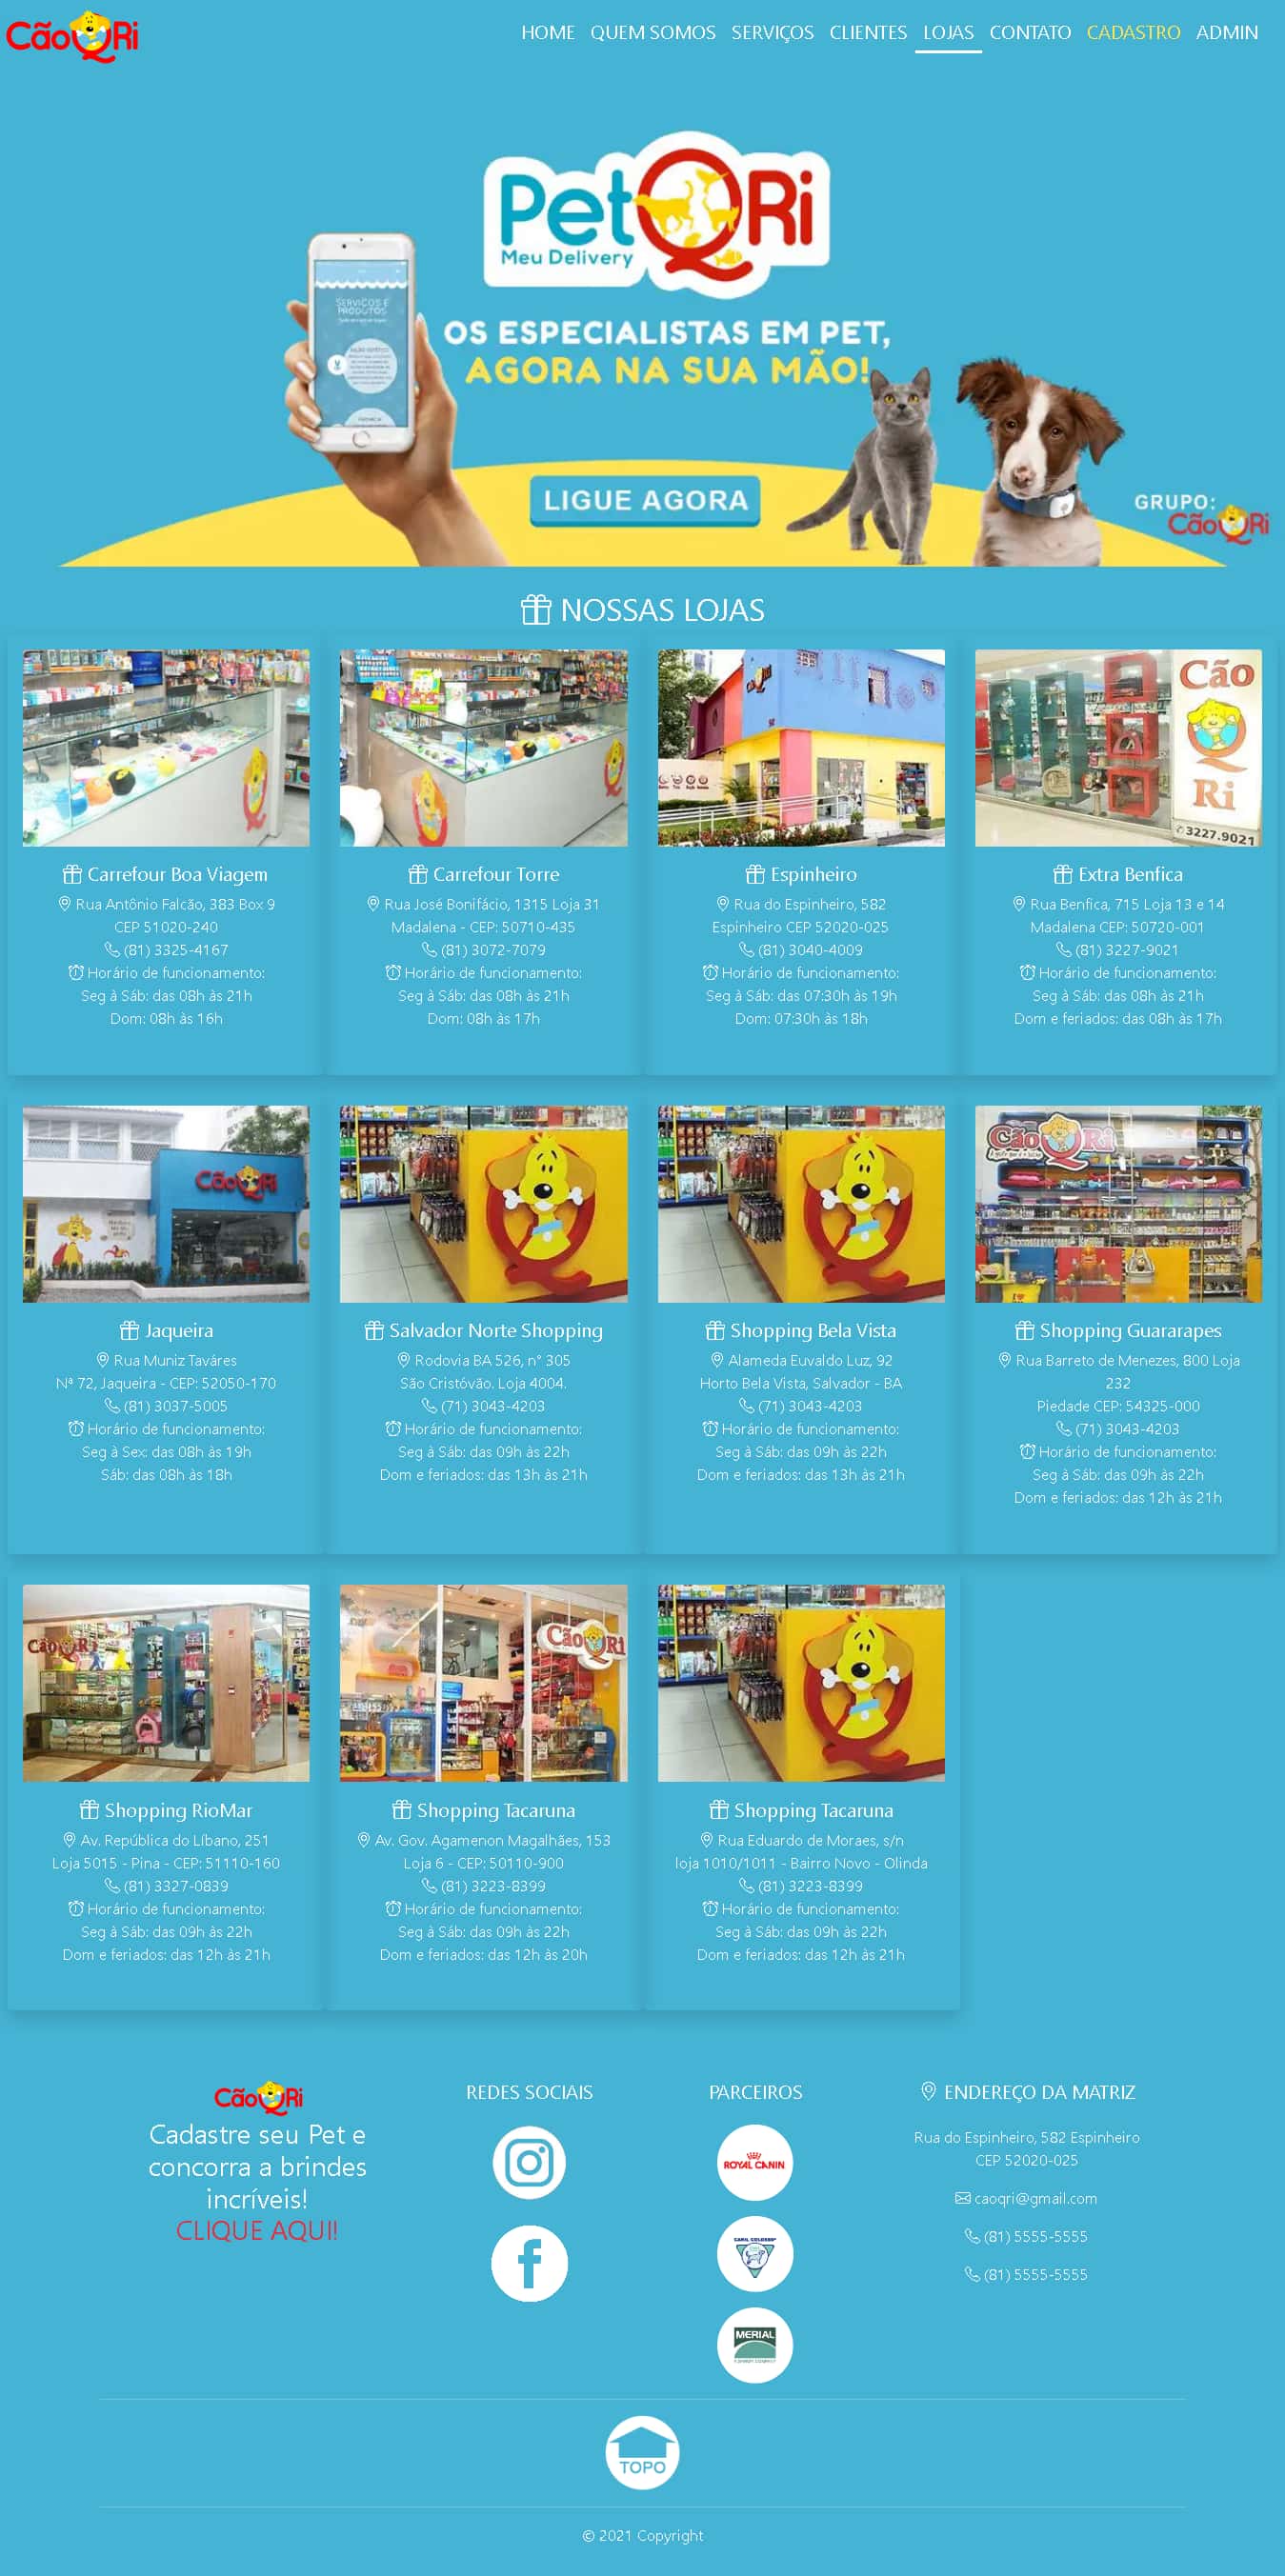 CãoQRi
HOME QUEM SOMOS SERVIÇOS CLIENTES LOJAS CONTATO CADASTRO ADMIN
PetQRi
Meu Delivery
SERVIÇOS E
PRODUTOS
OS ESPECIALISTAS EM PET,
AGORA NA SUA MÃO!
LIGUE AGORA
GRUPO:
CãoQRi
NOSSAS LOJAS
Cão
Q
Ri
3227.9021
Carrefour Boa Viagem
Rua Antônio Falcão, 383 Box 9
CEP 51020-240
(81) 3325-4167
Horário de funcionamento:
Seg à Sáb: das 08h às 21h
Dom: 08h às 16h
Carrefour Torre
Rua José Bonifácio, 1315 Loja 31
Madalena - CEP: 50710-435
(81) 3072-7079
Horário de funcionamento:
Seg à Sáb: das 08h às 21h
Dom: 08h às 17h
Espinheiro
Rua do Espinheiro, 582
Espinheiro CEP 52020-025
(81) 3040-4009
Horário de funcionamento:
Seg à Sáb: das 07:30h às 19h
Dom: 07:30h às 18h
Extra Benfica
Rua Benfica, 715 Loja 13 e 14
Madalena CEP: 50720-001
(81) 3227-9021
Horário de funcionamento:
Seg à Sáb: das 08h às 21h
Dom e feriados: das 08h às 17h
CãoQRi
CãoQRi
Jaqueira
Rua Muniz Taváres
Nª 72, Jaqueira - CEP: 52050-170
(81) 3037-5005
Horário de funcionamento:
Seg à Sex: das 08h às 19h
Sáb: das 08h às 18h
Salvador Norte Shopping
Rodovia BA 526, n° 305
São Cristóvão. Loja 4004.
(71) 3043-4203
Horário de funcionamento:
Seg à Sáb: das 09h às 22h
Dom e feriados: das 13h às 21h
Shopping Bela Vista
Alameda Euvaldo Luz, 92
Horto Bela Vista, Salvador - BA
(71) 3043-4203
Horário de funcionamento:
Seg à Sáb: das 09h às 22h
Dom e feriados: das 13h às 21h
Shopping Guararapes
Rua Barreto de Menezes, 800 Loja
232
Piedade CEP: 54325-000
(71) 3043-4203
Horário de funcionamento:
Seg à Sáb: das 09h às 22h
Dom e feriados: das 12h às 21h
CãoQRi
CãoQRi
Shopping RioMar
Av. República do Líbano, 251
Loja 5015 - Pina - CEP: 51110-160
(81) 3327-0839
Horário de funcionamento:
Seg à Sáb: das 09h às 22h
Dom e feriados: das 12h às 21h
Shopping Tacaruna
Av. Gov. Agamenon Magalhães, 153
Loja 6 - CEP: 50110-900
(81) 3223-8399
Horário de funcionamento:
Seg à Sáb: das 09h às 22h
Dom e feriados: das 12h às 20h
Shopping Tacaruna
Rua Eduardo de Moraes, s/n
loja 1010/1011 - Bairro Novo - Olinda
(81) 3223-8399
Horário de funcionamento:
Seg à Sáb: das 09h às 22h
Dom e feriados: das 12h às 21h
CãoQRi
Cadastre seu Pet e
concorra a brindes
incríveis!
CLIQUE AQUI!
REDES SOCIAIS
PARCEIROS
ROYAL CANIN
MERIAL
ENDEREÇO DA MATRIZ
Rua do Espinheiro, 582 Espinheiro
CEP 52020-025
caoqri@gmail.com
(81) 5555-5555
(81) 5555-5555
TOPO
© 2021 Copyright